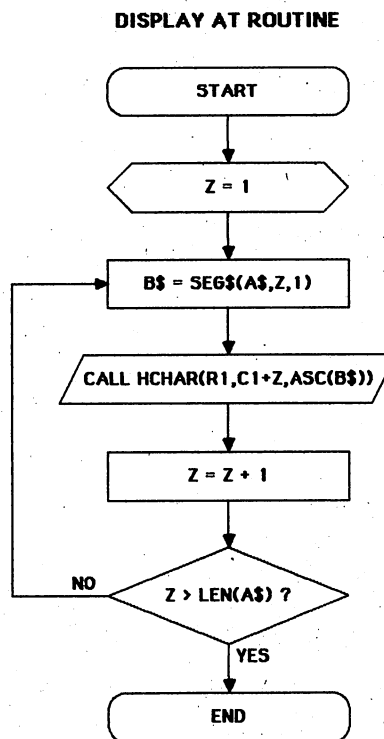 DISPLAY AT ROUTINE
START
Z = 1
B$ = SEG$(A$,Z,1)
CALL HCHAR(R1,C1+Z,ASC(B$))
Z = Z + 1
Z > LEN(A$) ?
NO
YES
END